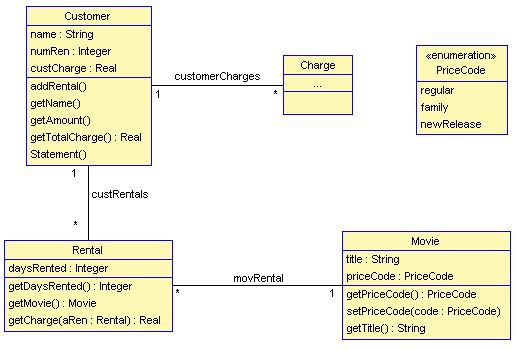 Customer
name : String
numRen : Integer
custCharge : Real
addRental()
getName()
getAmount()
getTotalCharge() : Real
Statement()
customerCharges
1
*
Charge
...
«enumeration»
PriceCode
regular
family
newRelease
1
custRentals
*
Rental
daysRented : Integer
getDaysRented() : Integer
getMovie() : Movie
getCharge(aRen : Rental) : Real
movRental
*
1
Movie
title : String
priceCode : PriceCode
getPriceCode() : PriceCode
setPriceCode(code : PriceCode)
getTitle() : String